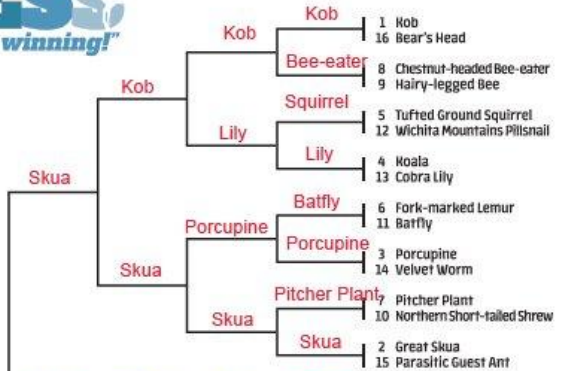 winning!"
Kob
1 Kob
16 Bear's Head
Kob
Bee-eater
8 Chestnut-headed Bee-eater
9 Hairy-legged Bee
Kob
Squirrel
5 Tufted Ground Squirrel
12 Wichita Mountains Pillsnail
Lily
Lily
4 Koala
13 Cobra Lily
Skua
Batfly
6 Fork-marked Lemur
11 Batfly
Porcupine
Porcupine
3 Porcupine
14 Velvet Worm
Skua
Pitcher Plant
7 Pitcher Plant
10 Northern Short-tailed Shrew
Skua
Skua
2 Great Skua
15 Parasitic Guest Ant